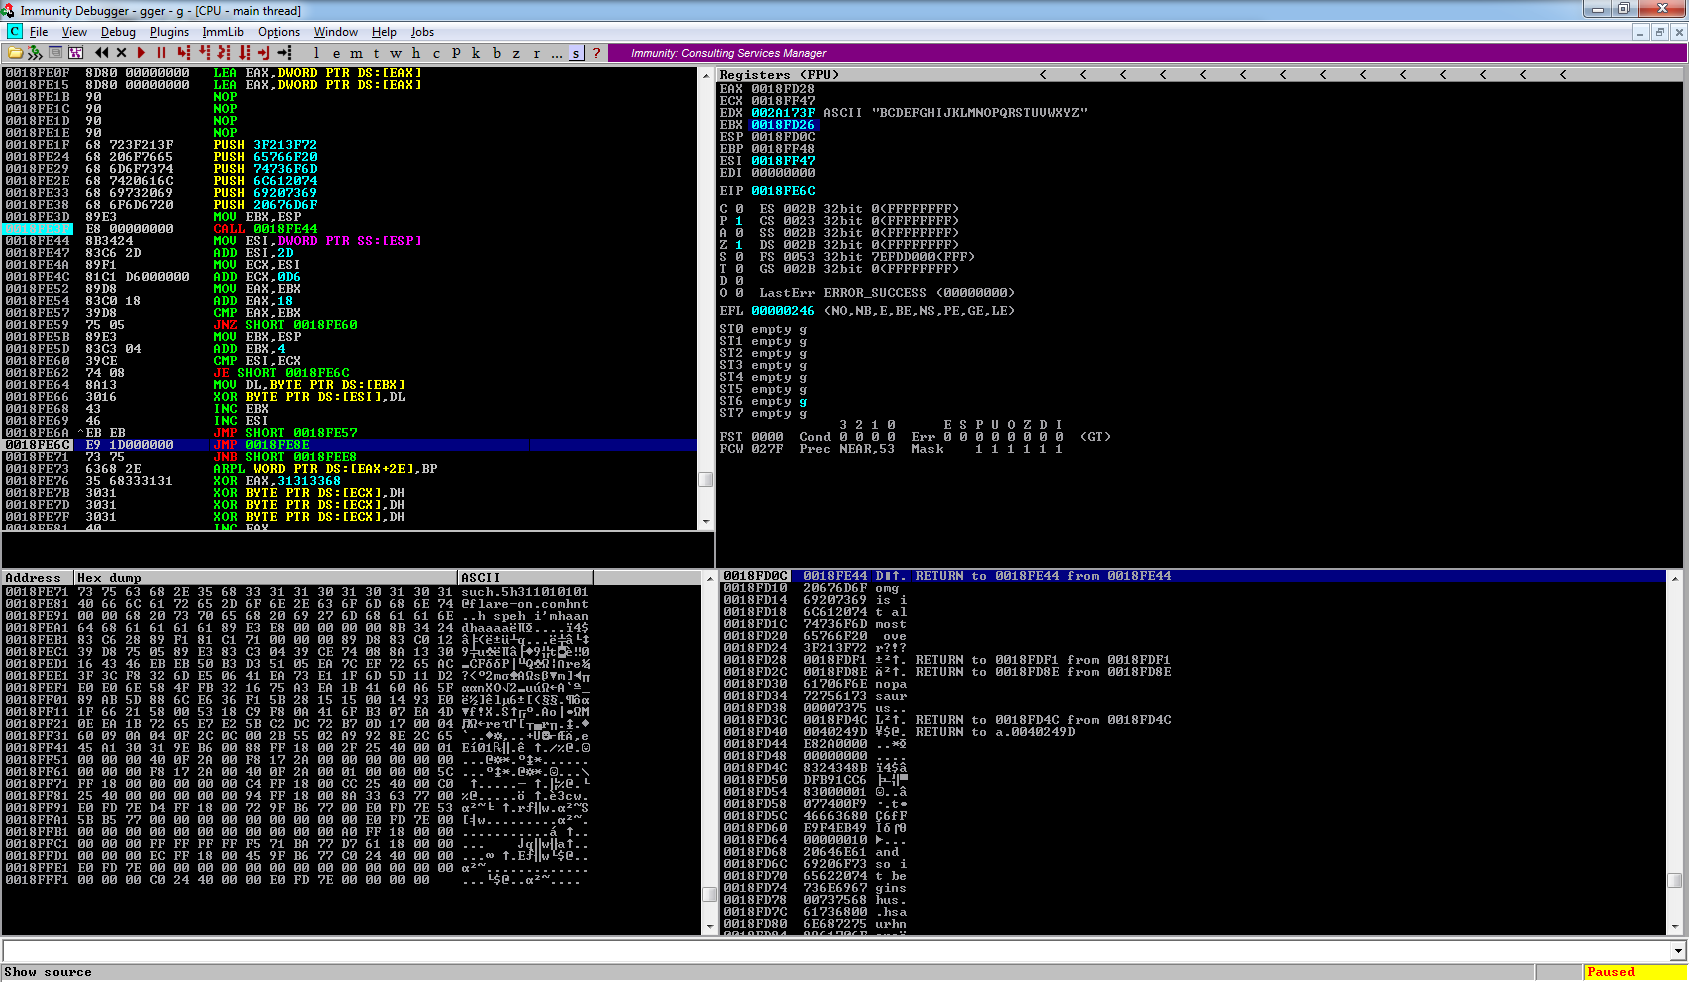 Immunity Debugger - gger - g - [CPU - main thread]
C File View Debug Plugins ImmLib Options Window Help Jobs
l e m t w h c P k b z r ... s ?
Immunity: Consulting Services Manager
0018FE0F 8D80 00000000 LEA EAX,DWORD PTR DS:[EAX]
0018FE15 8D80 00000000 LEA EAX,DWORD PTR DS:[EAX]
0018FE1B 90 NOP
0018FE1C 90 NOP
0018FE1D 90 NOP
0018FE1E 90 NOP
0018FE1F 68 723F213F PUSH 3F213F72
0018FE24 68 206F7665 PUSH 65766F20
0018FE29 68 6D6F7374 PUSH 74736F6D
0018FE2E 68 7420616C PUSH 6C612074
0018FE33 68 69732069 PUSH 69207369
0018FE38 68 6F6D6720 PUSH 20676D6F
0018FE3D 89E3 MOV EBX,ESP
0018FE3F E8 00000000 CALL 0018FE44
0018FE44 8B3424 MOV ESI,DWORD PTR SS:[ESP]
0018FE47 83C6 2D ADD ESI,2D
0018FE4A 89F1 MOV ECX,ESI
0018FE4C 81C1 D6000000 ADD ECX,0D6
0018FE52 89D8 MOV EAX,EBX
0018FE54 83C0 18 ADD EAX,18
0018FE57 39D8 CMP EAX,EBX
0018FE59 75 05 JNZ SHORT 0018FE60
0018FE5B 89E3 MOV EBX,ESP
0018FE5D 83C3 04 ADD EBX,4
0018FE60 39CE CMP ESI,ECX
0018FE62 74 08 JE SHORT 0018FE6C
0018FE64 8A13 MOV DL,BYTE PTR DS:[EBX]
0018FE66 3016 XOR BYTE PTR DS:[ESI],DL
0018FE68 43 INC EBX
0018FE69 46 INC ESI
0018FE6A ^EB EB JMP SHORT 0018FE57
0018FE6C E9 1D000000 JMP 0018FE8E
0018FE71 73 75 JNB SHORT 0018FEE8
0018FE73 6368 2E ARPL WORD PTR DS:[EAX+2E],BP
0018FE76 35 68333131 XOR EAX,31313368
0018FE7B 3031 XOR BYTE PTR DS:[ECX],DH
0018FE7D 3031 XOR BYTE PTR DS:[ECX],DH
0018FE7F 3031 XOR BYTE PTR DS:[ECX],DH
0018FE81 40 INC EAX
Registers (FPU) < < < < < < < < < < < < < <
EAX 0018FD28
ECX 0018FF47
EDX 002A173F ASCII "BCDEFGHIJKLMNOPQRSTUVWXYZ"
EBX 0018FD26
ESP 0018FD0C
EBP 0018FF48
ESI 0018FF47
EDI 00000000
EIP 0018FE6C
C 0 ES 002B 32bit 0(FFFFFFFF)
P 1 CS 0023 32bit 0(FFFFFFFF)
A 0 SS 002B 32bit 0(FFFFFFFF)
Z 1 DS 002B 32bit 0(FFFFFFFF)
S 0 FS 0053 32bit 7EFDD000(FFF)
T 0 GS 002B 32bit 0(FFFFFFFF)
D 0
O 0 LastErr ERROR_SUCCESS (00000000)
EFL 00000246 (NO,NB,E,BE,NS,PE,GE,LE)
ST0 empty g
ST1 empty g
ST2 empty g
ST3 empty g
ST4 empty g
ST5 empty g
ST6 empty g
ST7 empty g
3 2 1 0 E S P U O Z D I
FST 0000 Cond 0 0 0 0 Err 0 0 0 0 0 0 0 0 (GT)
FCW 027F Prec NEAR,53 Mask 1 1 1 1 1 1
Address Hex dump ASCII
0018FE71 73 75 63 68 2E 35 68 33 31 31 30 31 30 31 30 31 such.5h311010101
0018FE81 40 66 6C 61 72 65 2D 6F 6E 2E 63 6F 6D 68 6E 74 @flare-on.comhnt
0018FE91 00 00 68 20 73 70 65 68 20 69 27 6D 68 61 61 6E ..h speh i'mhaan
0018FEA1 64 68 61 61 61 61 89 E3 E8 00 00 00 00 8B 34 24
0018FEB1 83 C6 28 89 F1 81 C1 71 00 00 00 89 D8 83 C0 12
0018FEC1 39 D8 75 05 89 E3 83 C3 04 39 CE 74 08 8A 13 30
0018FED1 16 43 46 EB EB 50 B3 D3 51 05 EA 7C EF 72 65 AC
0018FEE1 3F 3C F8 32 6D E5 06 41 EA 73 E1 1F 6D 5D 11 D2
0018FEF1 E0 E0 6E 58 4F FB 32 16 75 A3 EA 1B 41 60 A6 5F
0018FF01 89 AB 5D 88 6C E6 36 F1 5B 28 15 15 00 14 93 E0
0018FF11 1F 66 21 58 00 53 18 C9 F8 0A 41 6F B3 07 EA 4D
0018FF21 0E EA 1B 72 65 E7 E2 5B C2 DC 72 B7 0D 17 00 04
0018FF31 60 09 0A 04 0F 2C 0C 00 2B 55 02 A9 92 8E 2C 65
0018FF41 45 A1 30 31 9E B6 00 88 FF 18 00 2F 25 40 00 01
0018FF51 00 00 00 40 0F 2A 00 F8 17 2A 00 00 00 00 00 00
0018FF61 00 00 00 F8 17 2A 00 40 0F 2A 00 01 00 00 00 5C
0018FF71 FF 18 00 00 00 00 00 C4 FF 18 00 CC 25 40 00 C0
0018FF81 25 40 00 00 00 00 00 94 FF 18 00 8A 33 63 77 00
0018FF91 E0 FD 7E D4 FF 18 00 72 9F B6 77 00 E0 FD 7E 53
0018FFA1 5B B5 77 00 00 00 00 00 00 00 00 00 E0 FD 7E 00
0018FFB1 00 00 00 00 00 00 00 00 00 00 00 A0 FF 18 00 00
0018FFC1 00 00 00 FF FF FF FF F5 71 BA 77 D7 61 18 00 00
0018FFD1 00 00 00 EC FF 18 00 45 9F B6 77 C0 24 40 00 00
0018FFE1 E0 FD 7E 00 00 00 00 00 00 00 00 00 00 00 00 00
0018FFF1 00 00 00 C0 24 40 00 00 E0 FD 7E 00 00 00 00
0018FD0C 0018FE44 RETURN to 0018FE44 from 0018FE44
0018FD10 20676D6F omg
0018FD14 69207369 is i
0018FD18 6C612074 t al
0018FD1C 74736F6D most
0018FD20 65766F20 ove
0018FD24 3F213F72 r?!?
0018FD28 0018FDF1 RETURN to 0018FDF1 from 0018FDF1
0018FD2C 0018FD8E RETURN to 0018FD8E from 0018FD8E
0018FD30 61706F6E nopa
0018FD34 72756173 saur
0018FD38 00007375 us..
0018FD3C 0018FD4C RETURN to 0018FD4C from 0018FD4C
0018FD40 0040249D RETURN to a.0040249D
0018FD44 E82A0000
0018FD48 00000000 ....
0018FD4C 8324348B
0018FD50 DFB91CC6
0018FD54 83000001
0018FD58 077400F9
0018FD5C 46663680
0018FD60 E9F4EB49
0018FD64 00000010
0018FD68 20646E61 and
0018FD6C 69206F73 so i
0018FD70 65622074 t be
0018FD74 736E6967 gins
0018FD78 00737568 hus.
0018FD7C 61736800 .hsa
0018FD80 6E687275 urhn
Show source
Paused